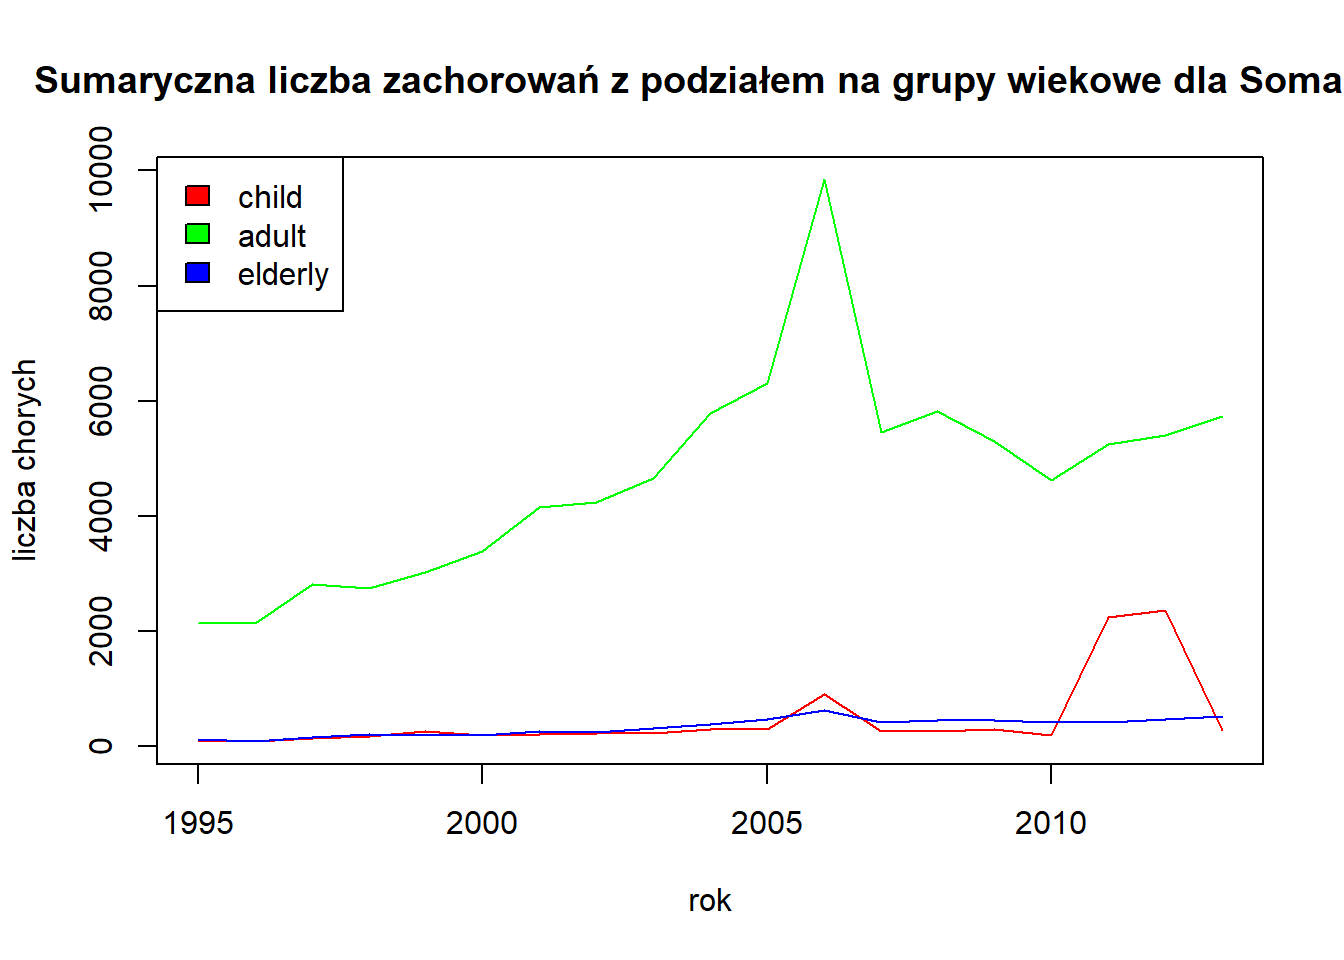 Sumaryczna liczba zachorowań z podziałem na grupy wiekowe dla Soma
child
adult
elderly
liczba chorych
10000
8000
6000
4000
2000
0
1995 2000 2005 2010
rok